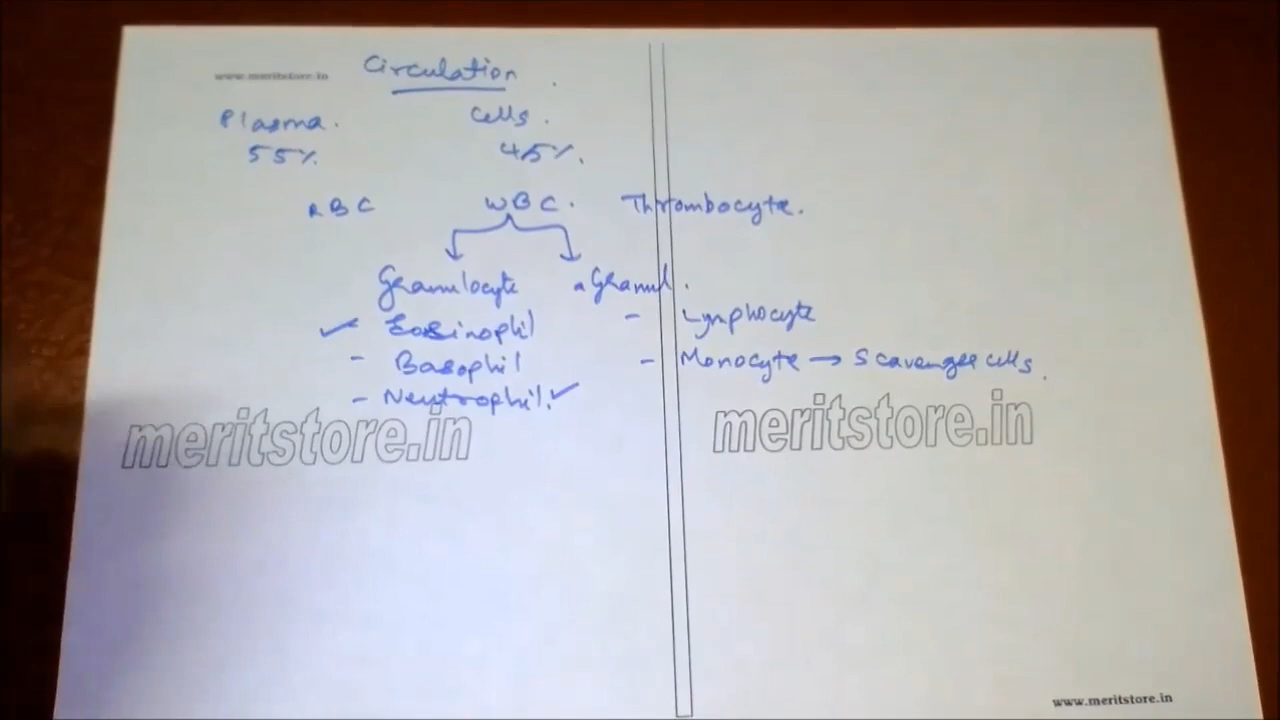 www.meritstore.in Circulation .
Plasma. Cells.
55% 45%.
RBC WBC. Thrombocyte.
Granulocyte aGranul.
✓ Eosinophil - Lymphocyte
- Basophil - Monocyte → Scavenger cells.
- Neutrophil. ✓
meritstore.in meritstore.in
www.meritstore.in